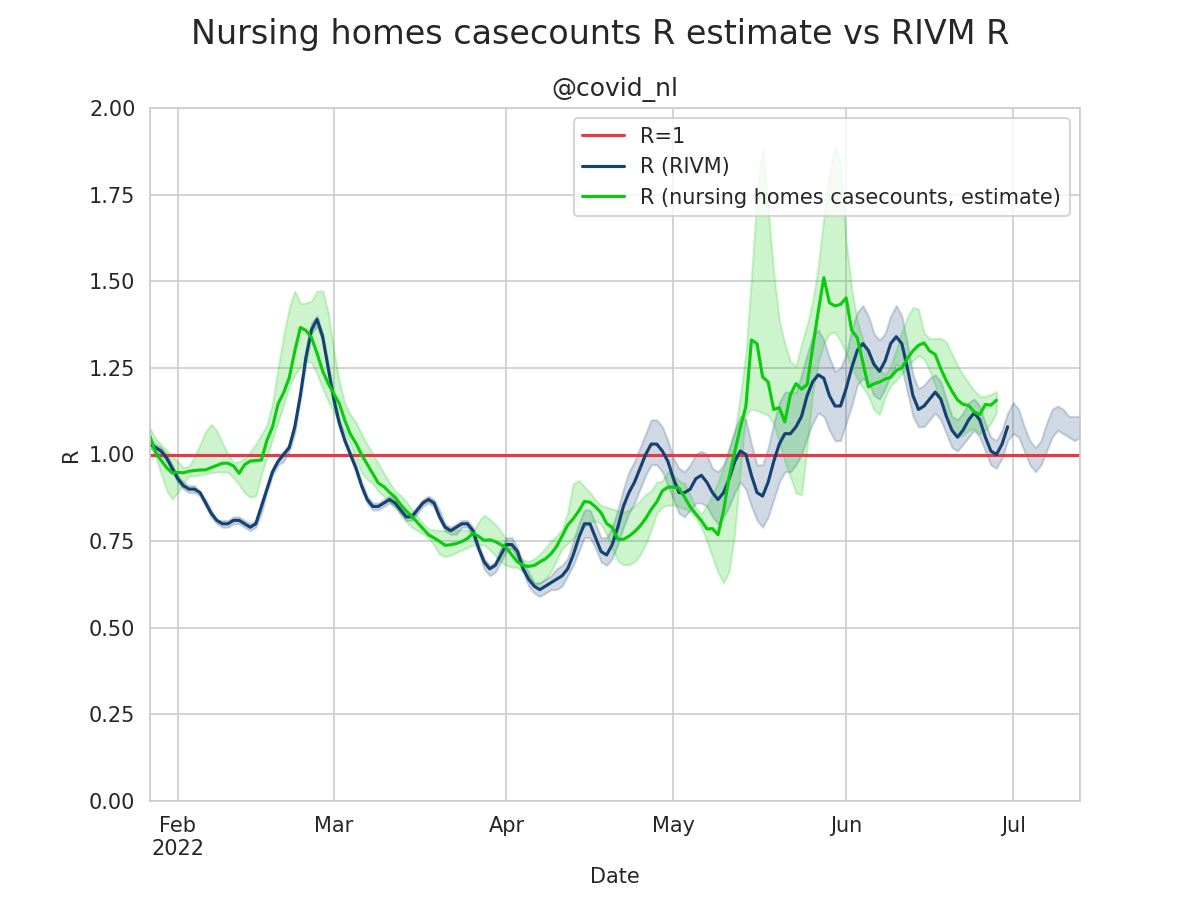 Nursing homes casecounts R estimate vs RIVM R
@covid_nl
2.00
1.75
1.50
1.25
1.00
0.75
0.50
0.25
0.00
R
R=1
R (RIVM)
R (nursing homes casecounts, estimate)
Feb Mar Apr May Jun Jul
2022
Date